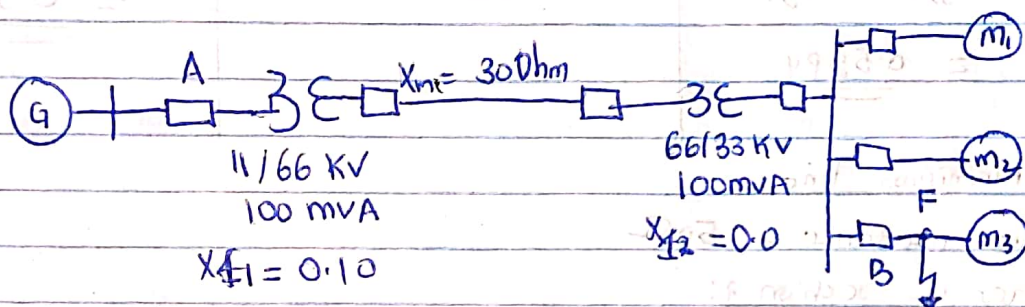 A
G
Xmt= 30 Ohm
11/66 KV
100 mVA
Xt1 = 0.10
66/33 KV
100mVA
Xt2 = 0.0
m1
m2
F
m3
B